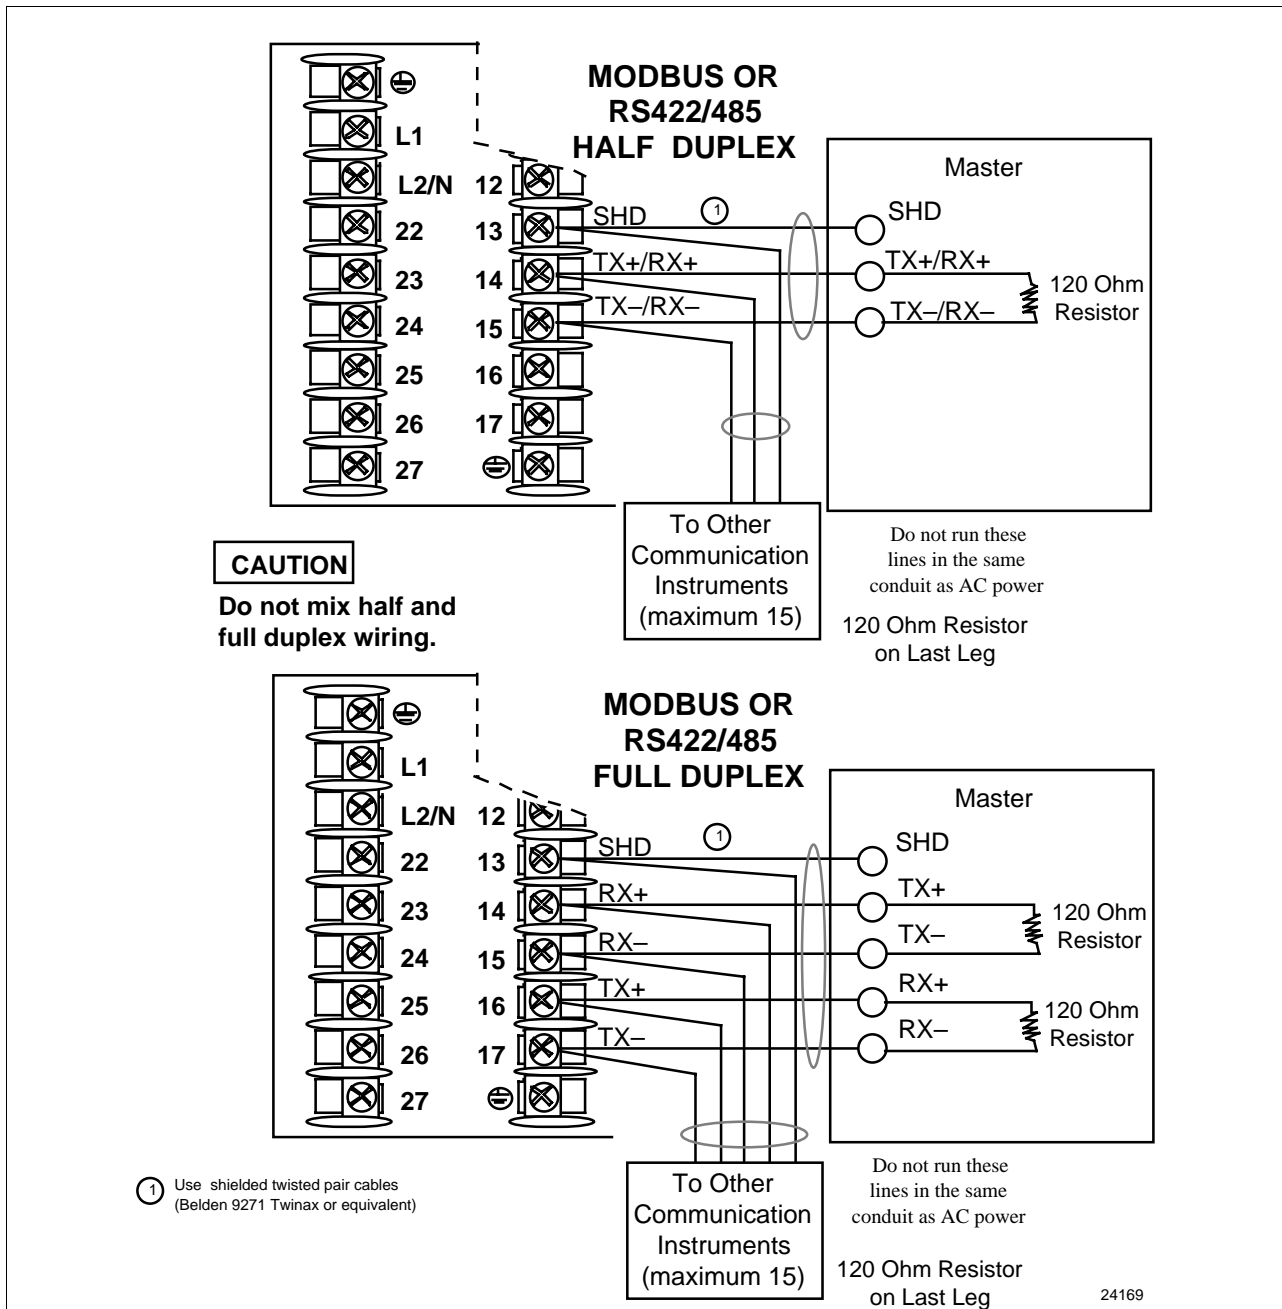 MODBUS OR
RS422/485
HALF DUPLEX
L1
L2/N
22
23
24
25
26
27
12
13
14
15
16
17
SHD
1
TX+/RX+
TX–/RX–
Master
SHD
TX+/RX+
TX–/RX–
120 Ohm
Resistor
To Other
Communication
Instruments
(maximum 15)
Do not run these
lines in the same
conduit as AC power
120 Ohm Resistor
on Last Leg
CAUTION
Do not mix half and
full duplex wiring.
MODBUS OR
RS422/485
FULL DUPLEX
L1
L2/N
22
23
24
25
26
27
12
13
14
15
16
17
SHD
1
RX+
RX–
TX+
TX–
Master
SHD
TX+
TX–
RX+
RX–
120 Ohm
Resistor
120 Ohm
Resistor
To Other
Communication
Instruments
(maximum 15)
Do not run these
lines in the same
conduit as AC power
120 Ohm Resistor
on Last Leg
1 Use shielded twisted pair cables
(Belden 9271 Twinax or equivalent)
24169